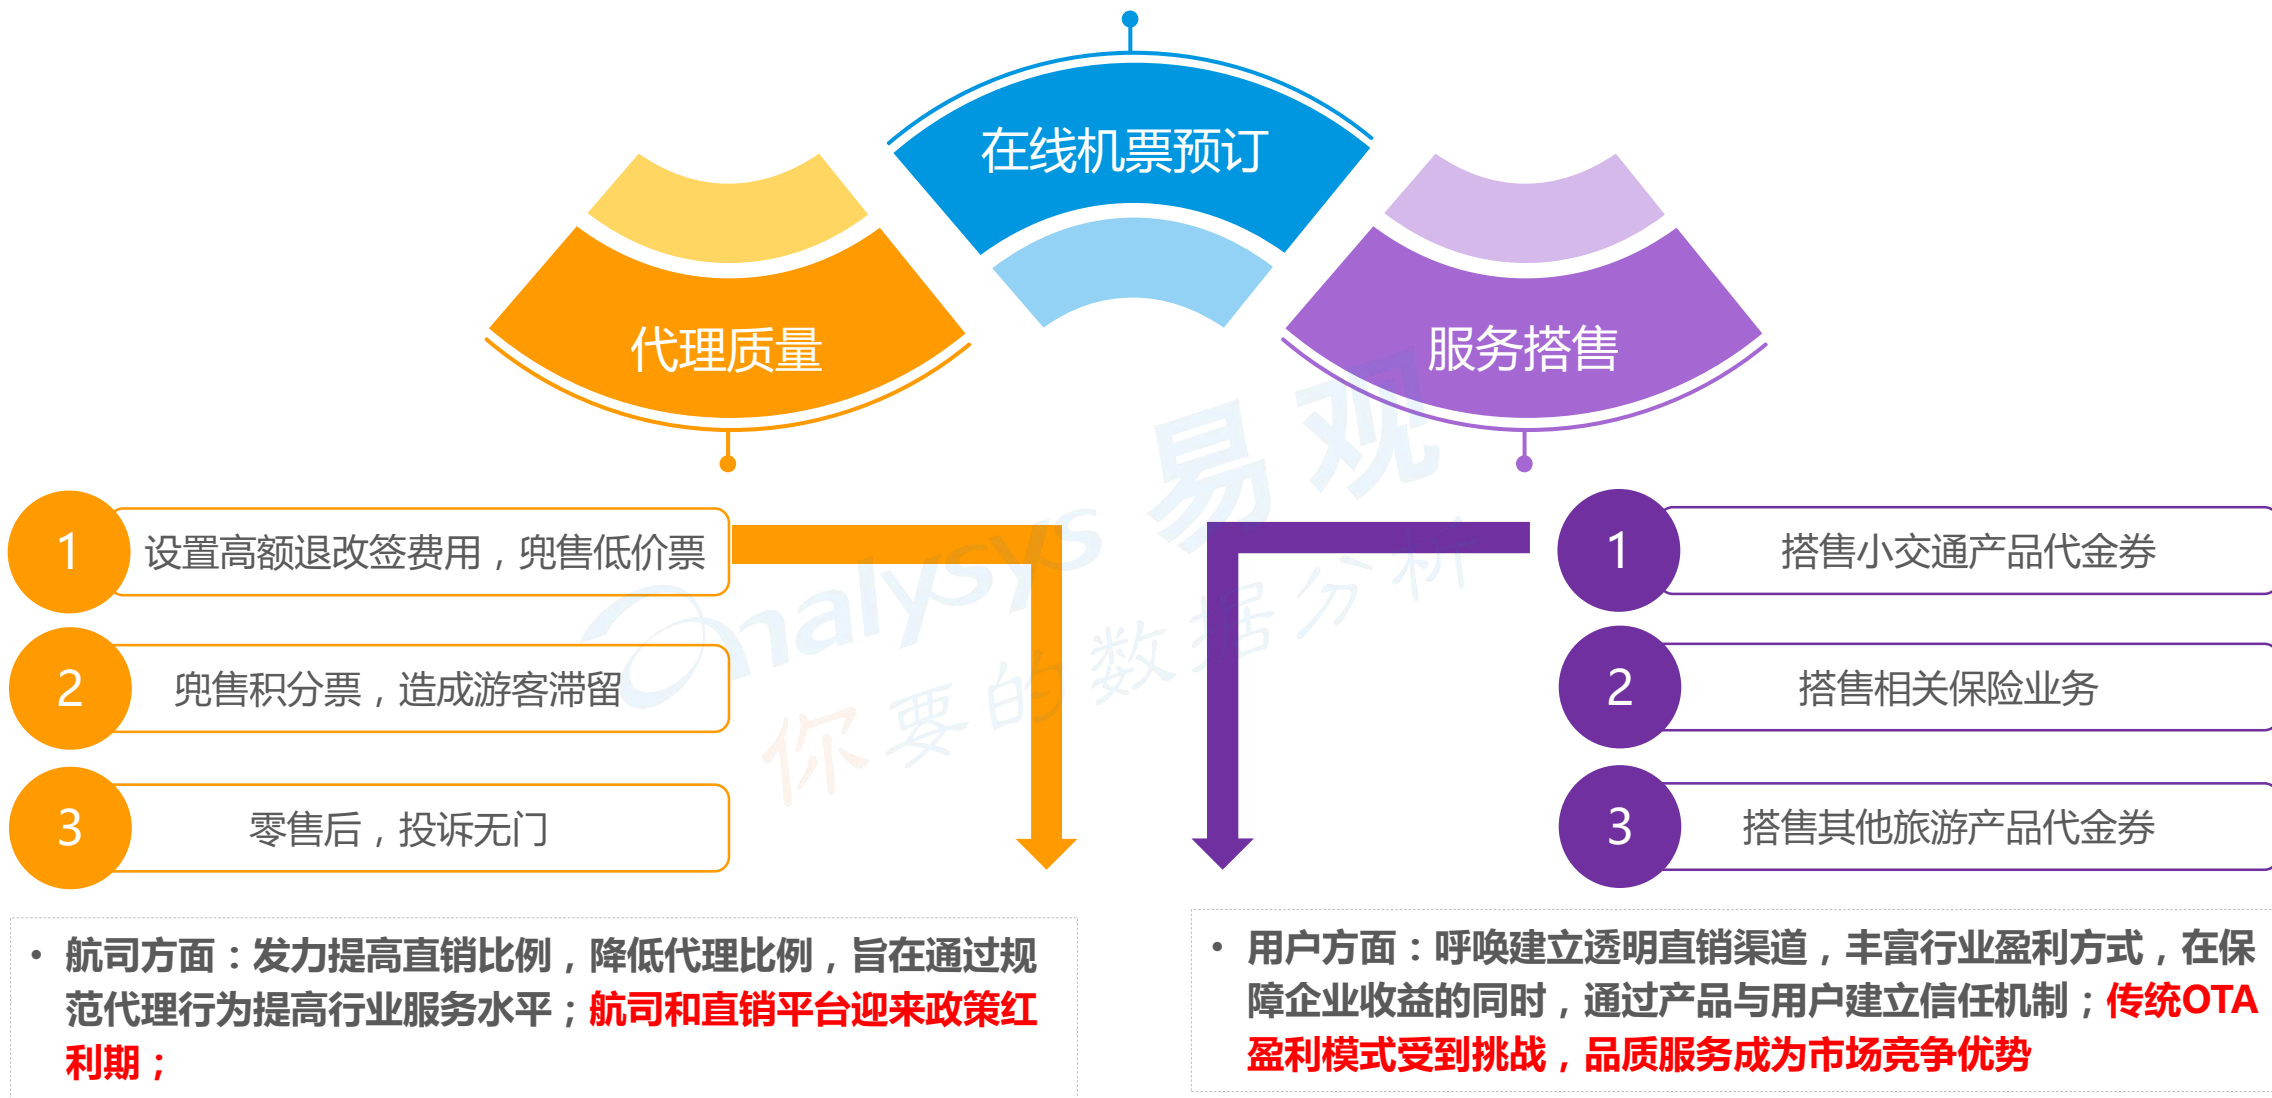 在线机票预订
代理质量
服务搭售
1
设置高额退改签费用，兜售低价票
2
兜售积分票，造成游客滞留
3
零售后，投诉无门
1
搭售小交通产品代金券
2
搭售相关保险业务
3
搭售其他旅游产品代金券
nalysys 易观
你要的数据分析
• 航司方面：发力提高直销比例，降低代理比例，旨在通过规
范代理行为提高行业服务水平；航司和直销平台迎来政策红
利期；
• 用户方面：呼唤建立透明直销渠道，丰富行业盈利方式，在保
障企业收益的同时，通过产品与用户建立信任机制；传统OTA
盈利模式受到挑战，品质服务成为市场竞争优势